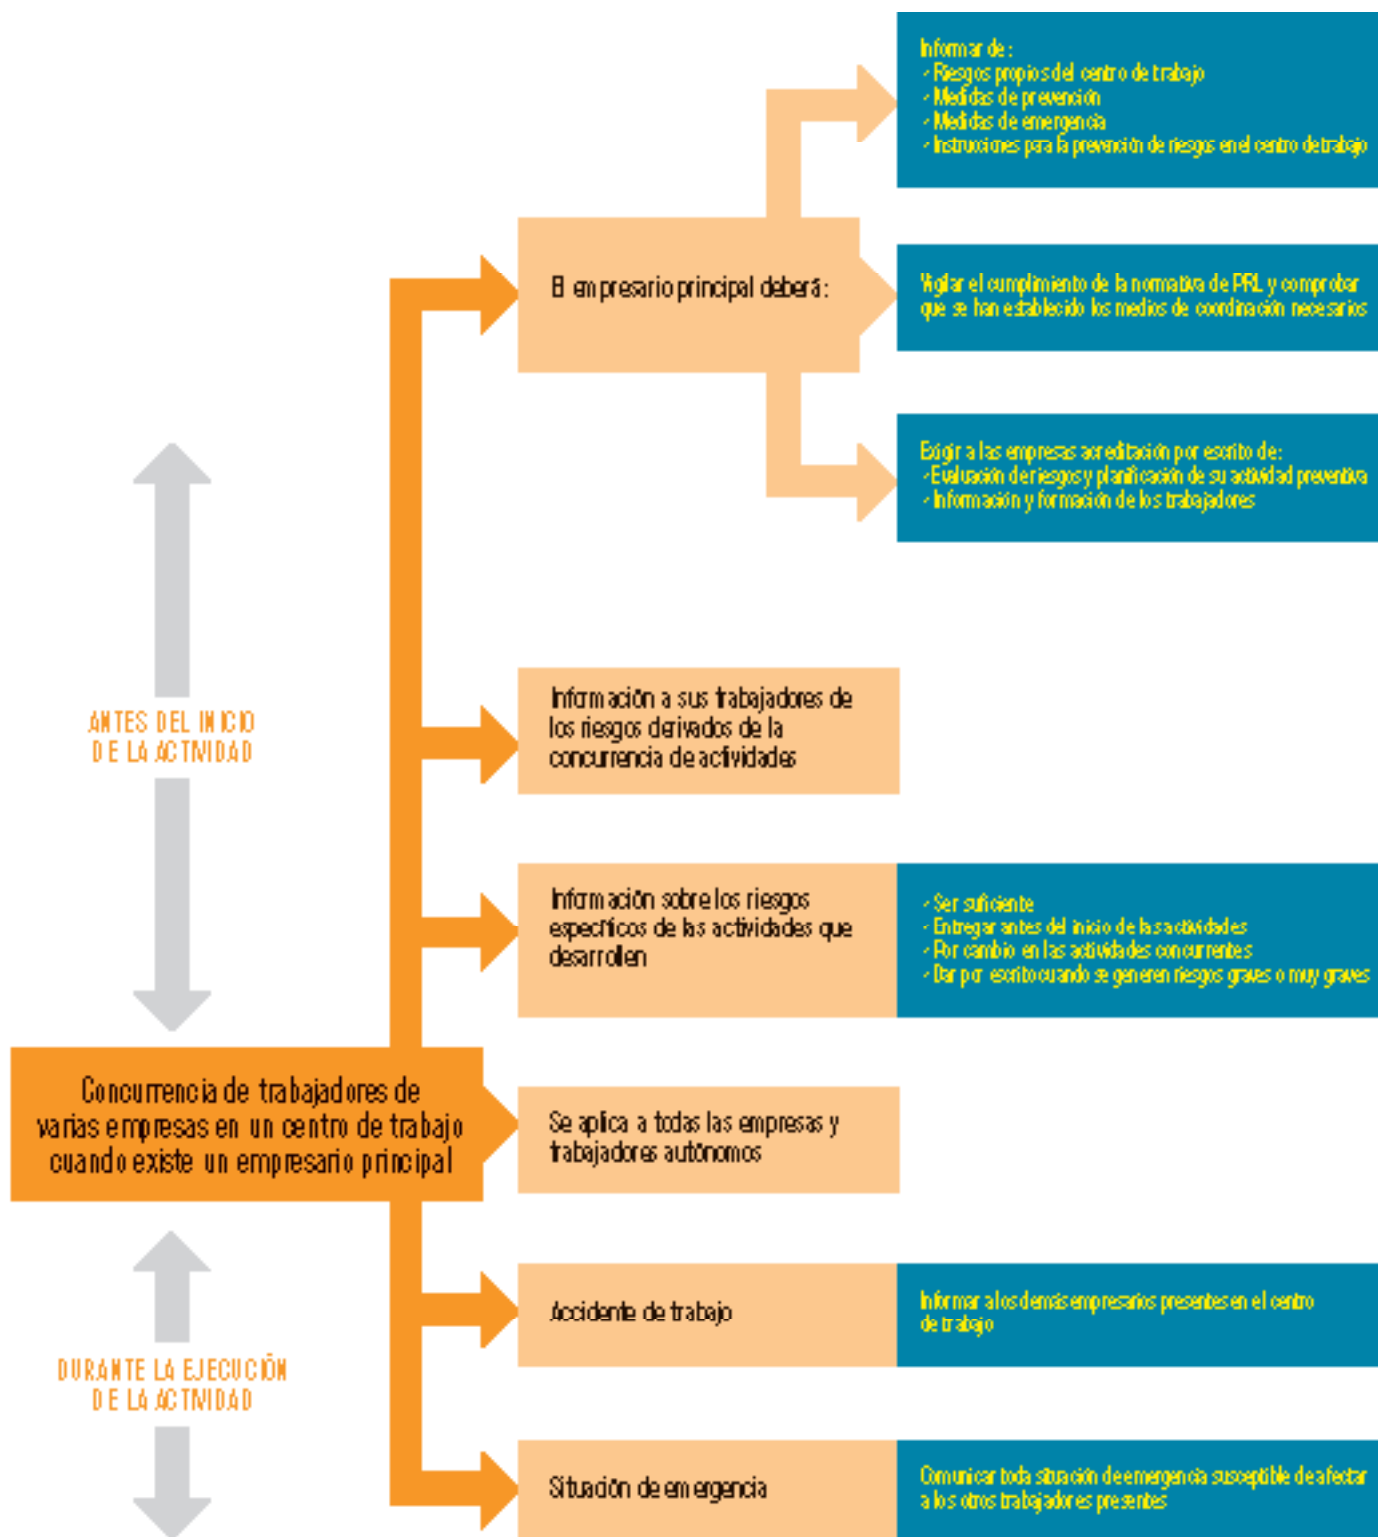 Informar de:
✓Riesgos propios del centro de trabajo
✓Medidas de prevención
✓Medidas de emergencia
✓Instrucciones para la prevención de riesgos en el centro de trabajo
El empresario principal deberá:
Vigilar el cumplimiento de la normativa de PRL y comprobar
que se han establecido los medios de coordinación necesarios
Exigir a las empresas acreditación por escrito de:
✓Evaluación de riesgos y planificación de su actividad preventiva
✓Información y formación de los trabajadores
ANTES DEL INICIO
DE LA ACTIVIDAD
Información a sus trabajadores de
los riesgos derivados de la
concurrencia de actividades
Información sobre los riesgos
específicos de las actividades que
desarrollen
✓Ser suficiente
✓Entregar antes del inicio de las actividades
✓Por cambio en las actividades concurrentes
✓Dar por escrito cuando se generen riesgos graves o muy graves
Concurrencia de trabajadores de
varias empresas en un centro de trabajo
cuando existe un empresario principal
Se aplica a todas las empresas y
trabajadores autónomos
Accidente de trabajo
Informar a los demás empresarios presentes en el centro
de trabajo
DURANTE LA EJECUCIÓN
DE LA ACTIVIDAD
Situación de emergencia
Comunicar toda situación de emergencia susceptible de afectar
a los otros trabajadores presentes